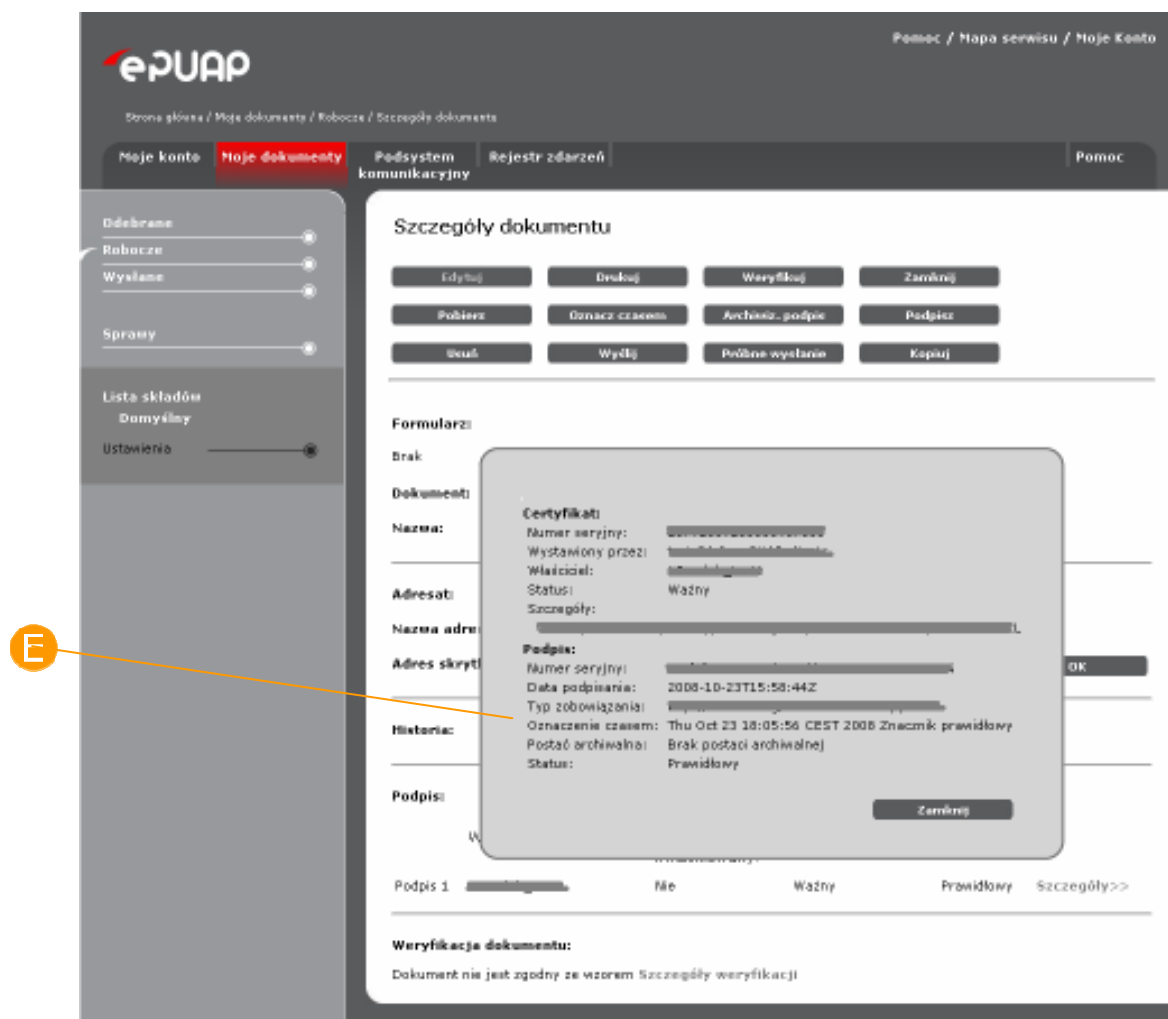 Pomoc / Mapa serwisu / Moje Konto
ePUAP
Strona główna / Moje dokumenty / Robocze / Szczegóły dokumentu
Moje konto Moje dokumenty Podsystem komunikacyjny Rejestr zdarzeń Pomoc
Odebrane
Robocze
Wysłane
Sprawy
Lista składów
Domyślny
Ustawienia
Szczegóły dokumentu
Edytuj Drukuj Weryfikuj Zamknij
Pobierz Oznacz czasem Archiwiz. podpis Podpisz
Usuń Wyślij Próbne wysłanie Kopiuj
Formularz:
Brak
Dokument:
Nazwa:
Certyfikat:
Numer seryjny:
Wystawiony przez:
Właściciel:
Status: Ważny
Szczegóły:
Podpis:
Numer seryjny:
Data podpisania: 2008-10-23T15:58:44Z
Typ zobowiązania:
Oznaczenie czasem: Thu Oct 23 18:05:56 CEST 2008 Znacznik prawidłowy
Postać archiwalna: Brak postaci archiwalnej
Status: Prawidłowy
Zamknij
Adresat:
Nazwa adre
E
Adres skryt
OK
Historia:
Podpis:
W
Podpis 1 Nie Ważny Prawidłowy Szczegóły>>
Weryfikacja dokumentu:
Dokument nie jest zgodny ze wzorem Szczegóły weryfikacji